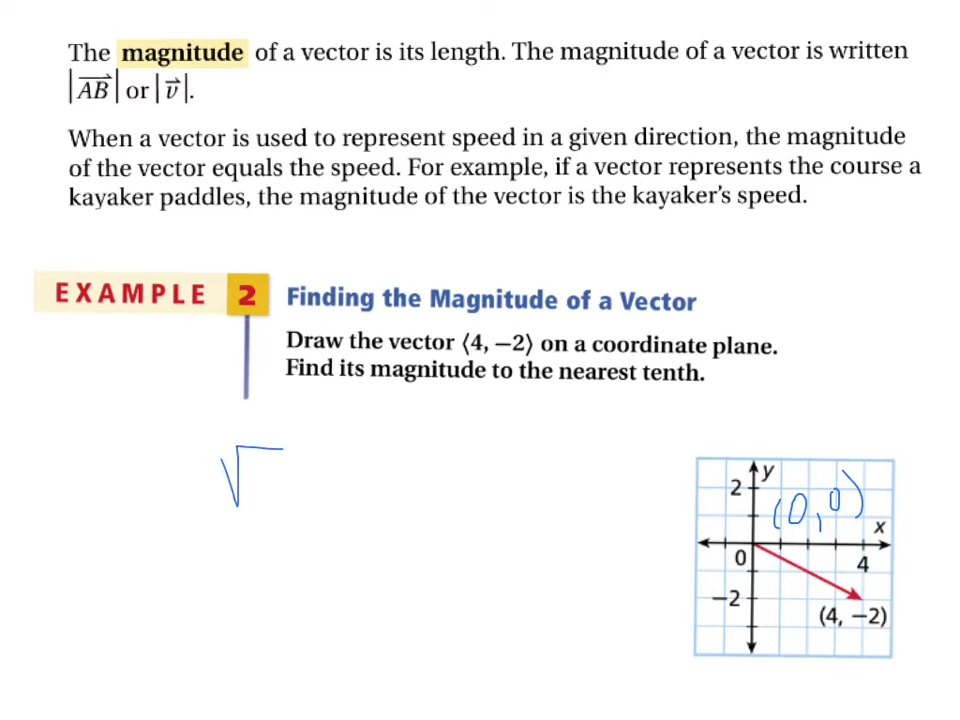 The magnitude of a vector is its length. The magnitude of a vector is written
|AB⃗| or |v⃗|.
When a vector is used to represent speed in a given direction, the magnitude
of the vector equals the speed. For example, if a vector represents the course a
kayaker paddles, the magnitude of the vector is the kayaker's speed.
EXAMPLE 2 Finding the Magnitude of a Vector
Draw the vector ⟨4, −2⟩ on a coordinate plane.
Find its magnitude to the nearest tenth.
√
y
2
(0,0)
x
0
4
−2
(4, −2)